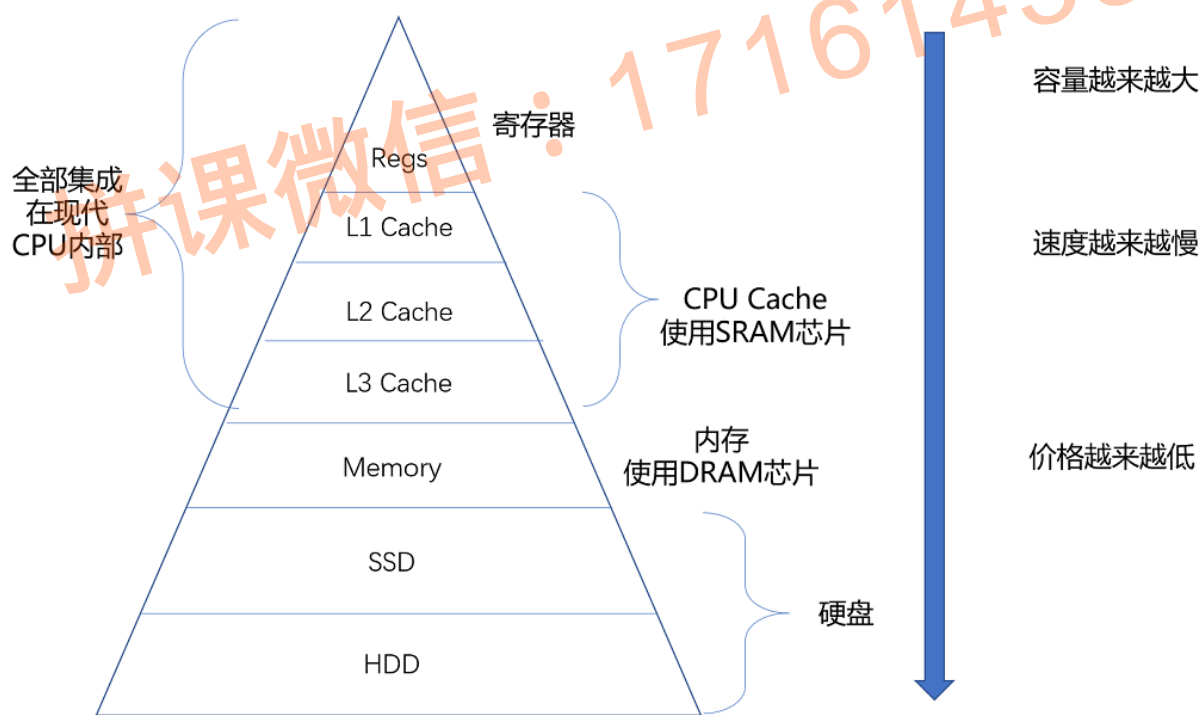 拼课微信：1716143
寄存器
Regs
全部集成
在现代
CPU内部
L1 Cache
L2 Cache
L3 Cache
CPU Cache
使用SRAM芯片
Memory
内存
使用DRAM芯片
SSD
HDD
硬盘
容量越来越大
速度越来越慢
价格越来越低